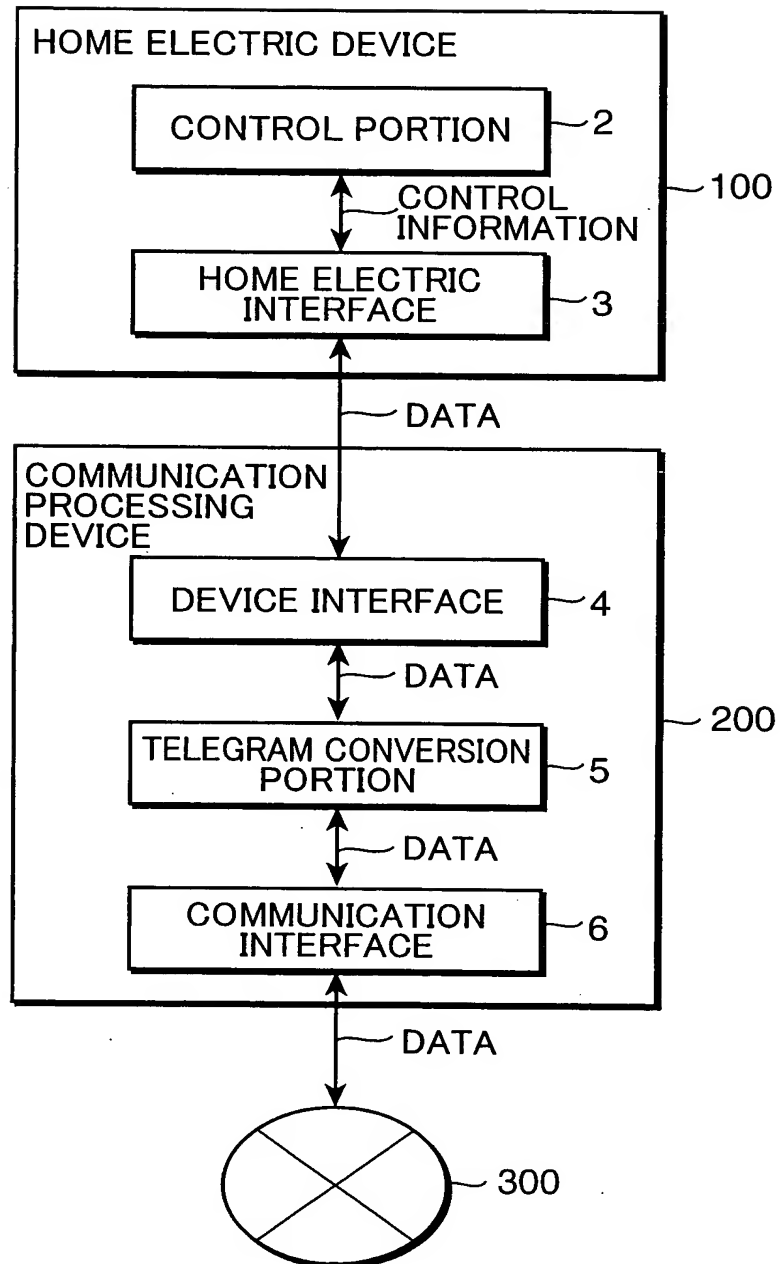 HOME ELECTRIC DEVICE
CONTROL PORTION
2
CONTROL
INFORMATION
100
HOME ELECTRIC
INTERFACE
3
DATA
COMMUNICATION
PROCESSING
DEVICE
DEVICE INTERFACE
4
DATA
200
TELEGRAM CONVERSION
PORTION
5
DATA
COMMUNICATION
INTERFACE
6
DATA
300